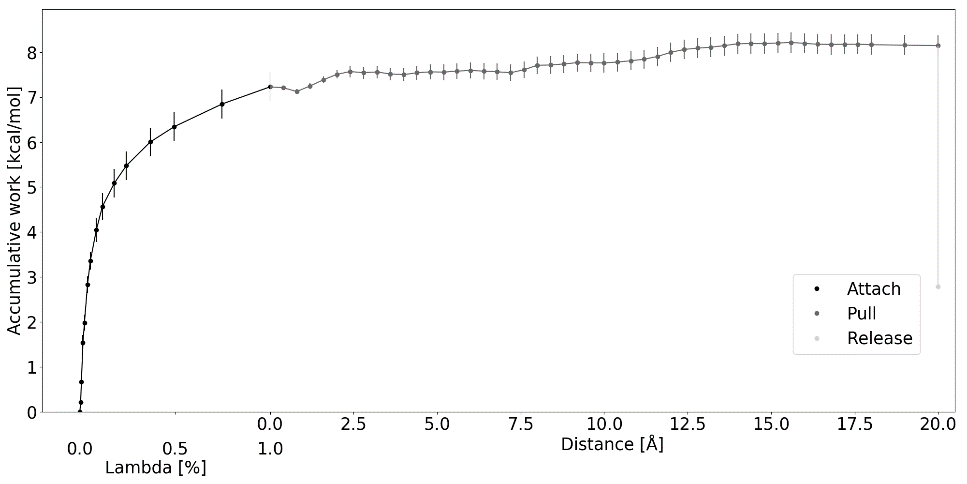 Accumulative work [kcal/mol]
8
7
6
5
4
3
2
1
0
Attach
Pull
Release
0.0 2.5 5.0 7.5 10.0 12.5 15.0 17.5 20.0
Distance [Å]
0.0 0.5 1.0
Lambda [%]